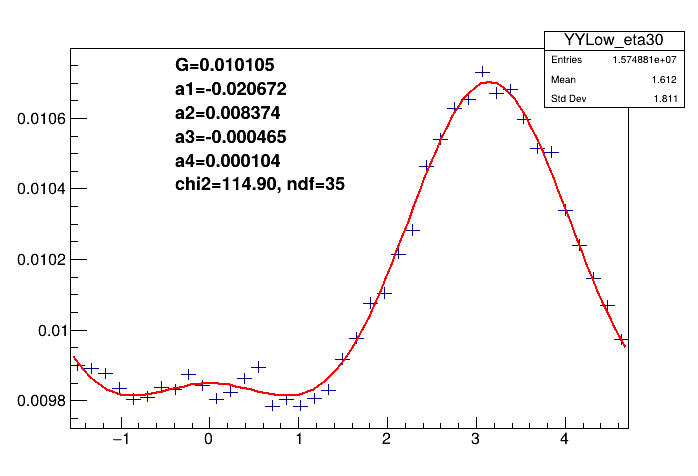 YYLow_eta30
Entries 1.574881e+07
Mean 1.612
Std Dev 1.811
G=0.010105
a1=-0.020672
a2=0.008374
a3=-0.000465
a4=0.000104
chi2=114.90, ndf=35
0.0106
0.0104
0.0102
0.01
0.0098
−1 0 1 2 3 4